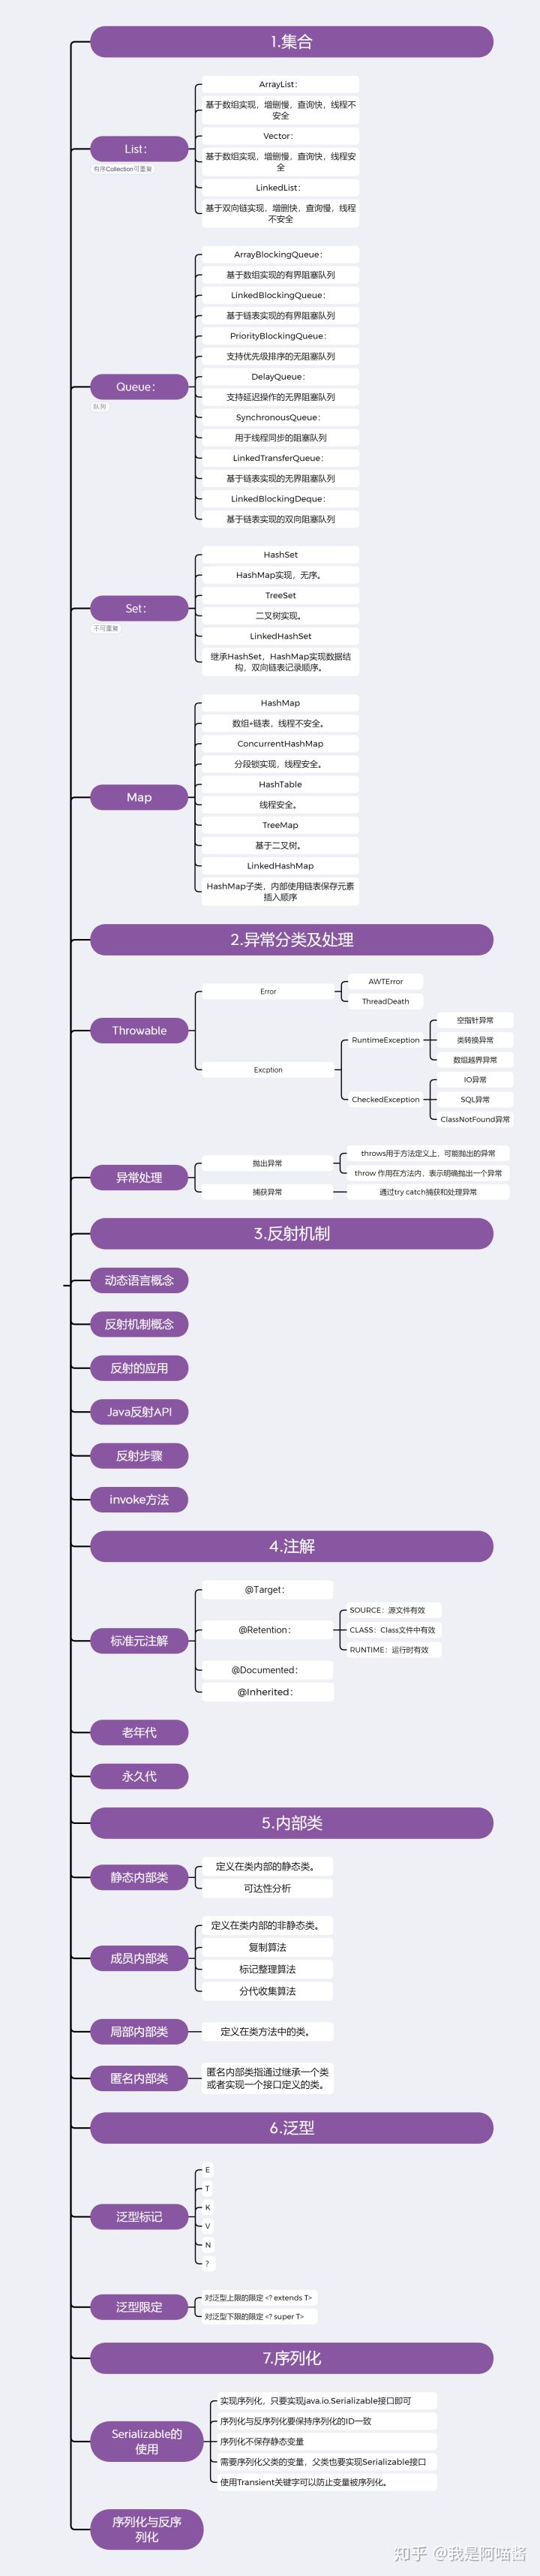 1.集合
List：
有序Collection可重复
ArrayList：
基于数组实现，增删慢，查询快，线程不
安全
Vector：
基于数组实现，增删慢，查询快，线程安
全
LinkedList：
基于双向链实现，增删快，查询慢，线程
不安全
Queue：
队列
ArrayBlockingQueue：
基于数组实现的有界阻塞队列
LinkedBlockingQueue：
基于链表实现的有界阻塞队列
PriorityBlockingQueue：
支持优先级排序的无阻塞队列
DelayQueue：
支持延迟操作的无界阻塞队列
SynchronousQueue：
用于线程同步的阻塞队列
LinkedTransferQueue：
基于链表实现的无界阻塞队列
LinkedBlockingDeque：
基于链表实现的双向阻塞队列
Set：
不可重复
HashSet
HashMap实现，无序。
TreeSet
二叉树实现。
LinkedHashSet
继承HashSet，HashMap实现数据结
构，双向链表记录顺序。
Map
HashMap
数组+链表，线程不安全。
ConcurrentHashMap
分段锁实现，线程安全。
HashTable
线程安全。
TreeMap
基于二叉树。
LinkedHashMap
HashMap子类，内部使用链表保存元素
插入顺序
2.异常分类及处理
Throwable
Error
AWTError
ThreadDeath
Excption
RuntimeException
空指针异常
类转换异常
数组越界异常
CheckedException
IO异常
SQL异常
ClassNotFound异常
异常处理
抛出异常
throws用于方法定义上，可能抛出的异常
throw 作用在方法内，表示明确抛出一个异常
捕获异常
通过try catch捕获和处理异常
3.反射机制
动态语言概念
反射机制概念
反射的应用
Java反射API
反射步骤
invoke方法
4.注解
标准元注解
@Target：
@Retention：
SOURCE：源文件有效
CLASS：Class文件中有效
RUNTIME：运行时有效
@Documented：
@Inherited：
老年代
永久代
5.内部类
静态内部类
定义在类内部的静态类。
可达性分析
成员内部类
定义在类内部的非静态类。
复制算法
标记整理算法
分代收集算法
局部内部类
定义在类方法中的类。
匿名内部类
匿名内部类指通过继承一个类
或者实现一个接口定义的类。
6.泛型
泛型标记
E
T
K
V
N
?
泛型限定
对泛型上限的限定 <? extends T>
对泛型下限的限定 <? super T>
7.序列化
Serializable的
使用
实现序列化，只要实现java.io.Serializable接口即可
序列化与反序列化要保持序列化的ID一致
序列化不保存静态变量
需要序列化父类的变量，父类也要实现Serializable接口
使用Transient关键字可以防止变量被序列化。
序列化与反序
列化
知乎 @我是阿喵酱